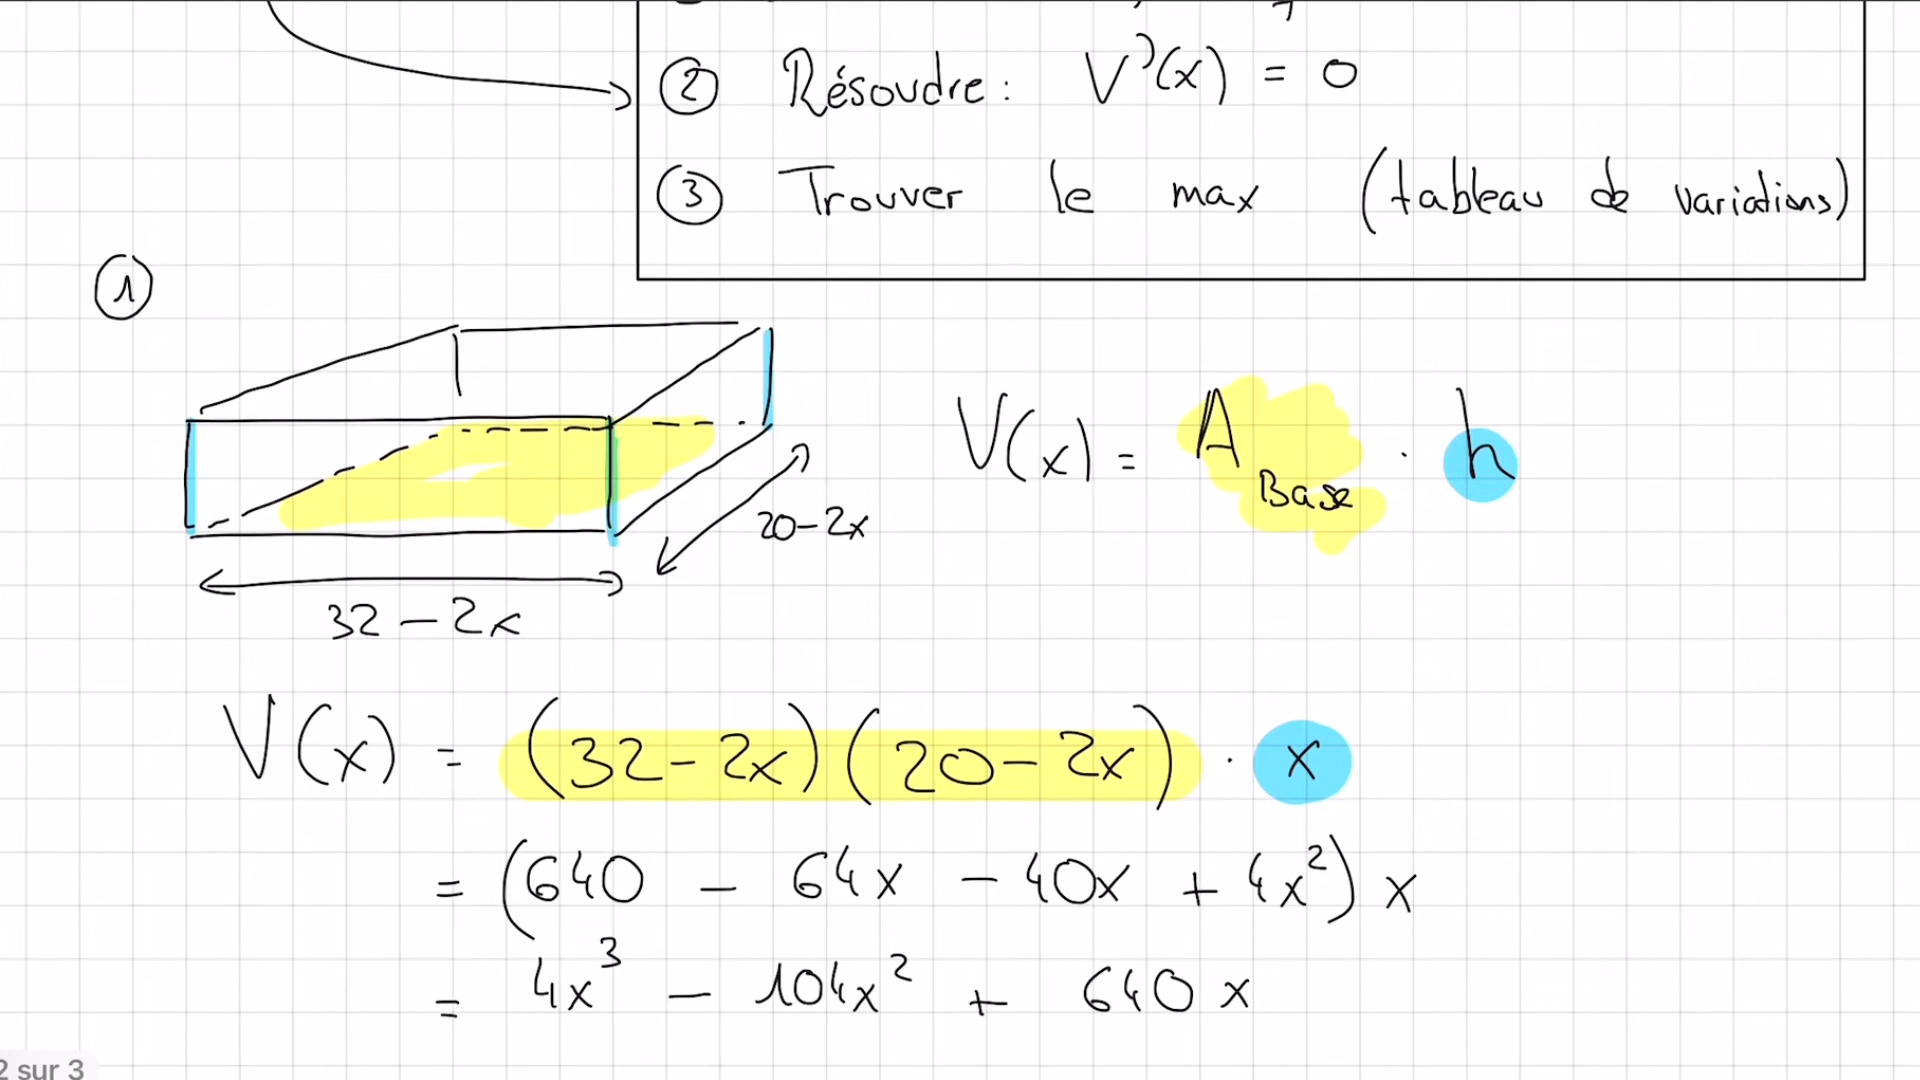 ② Résoudre : V'(x) = 0
③ Trouver le max (tableau de variations)
①
V(x) = A Base · h
20-2x
32-2x
V(x) = (32-2x)(20-2x) · x
= (640 - 64x - 40x + 4x²) x
= 4x³ - 104x² + 640x
2 sur 3